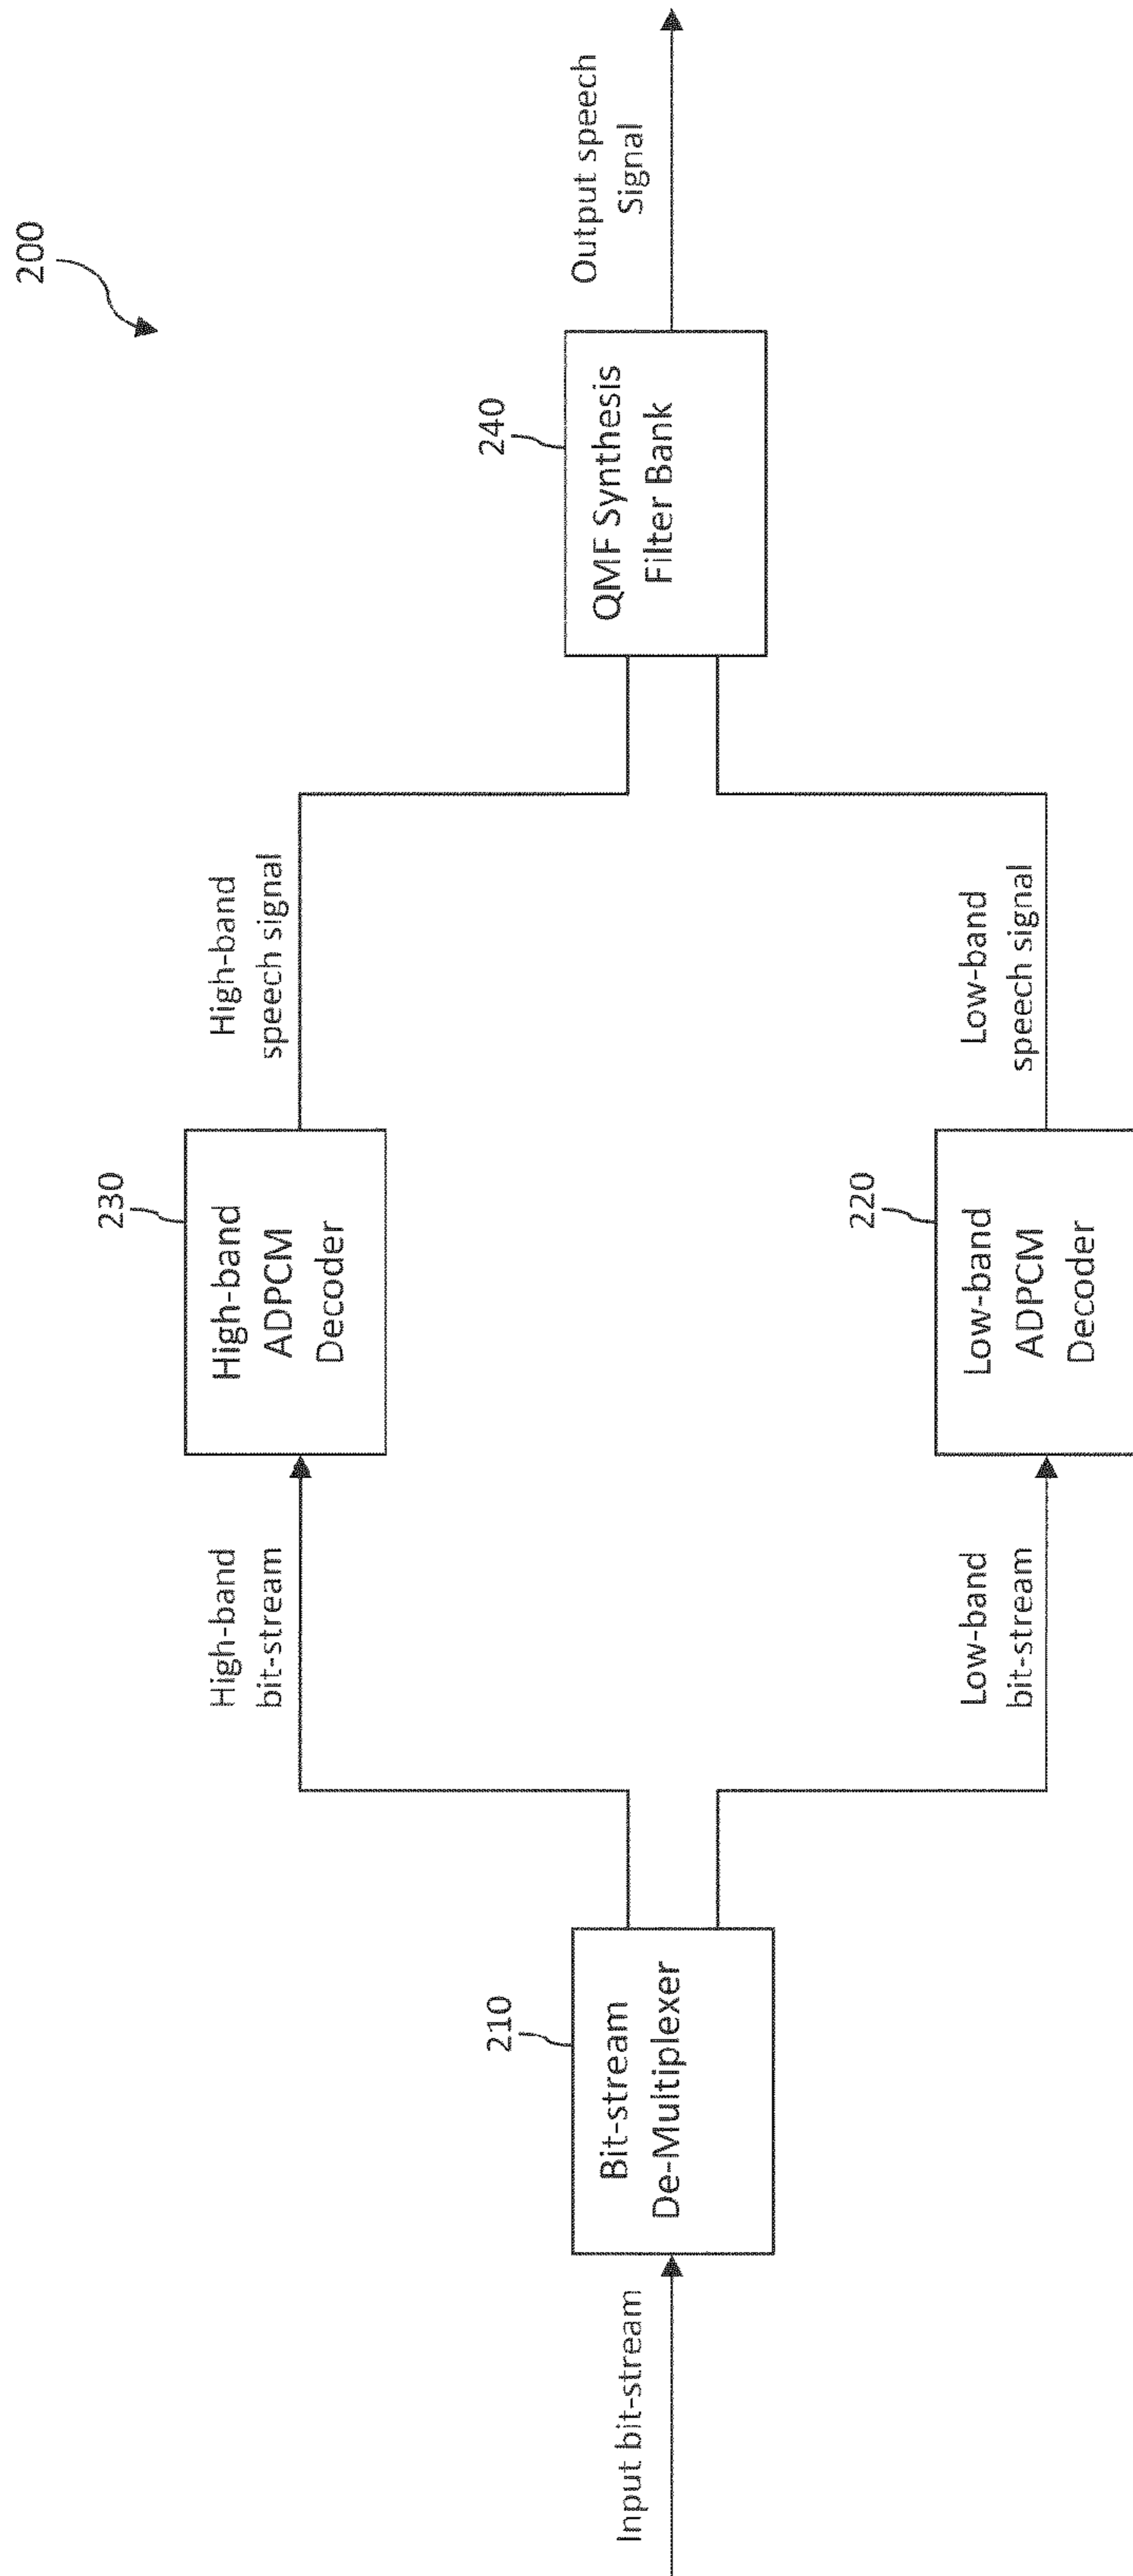 200
Input bit-stream
210
Bit-stream
De-Multiplexer
High-band
bit-stream
Low-band
bit-stream
230
High-band
ADPCM
Decoder
220
Low-band
ADPCM
Decoder
High-band
speech signal
Low-band
speech signal
240
QMF Synthesis
Filter Bank
Output speech
Signal